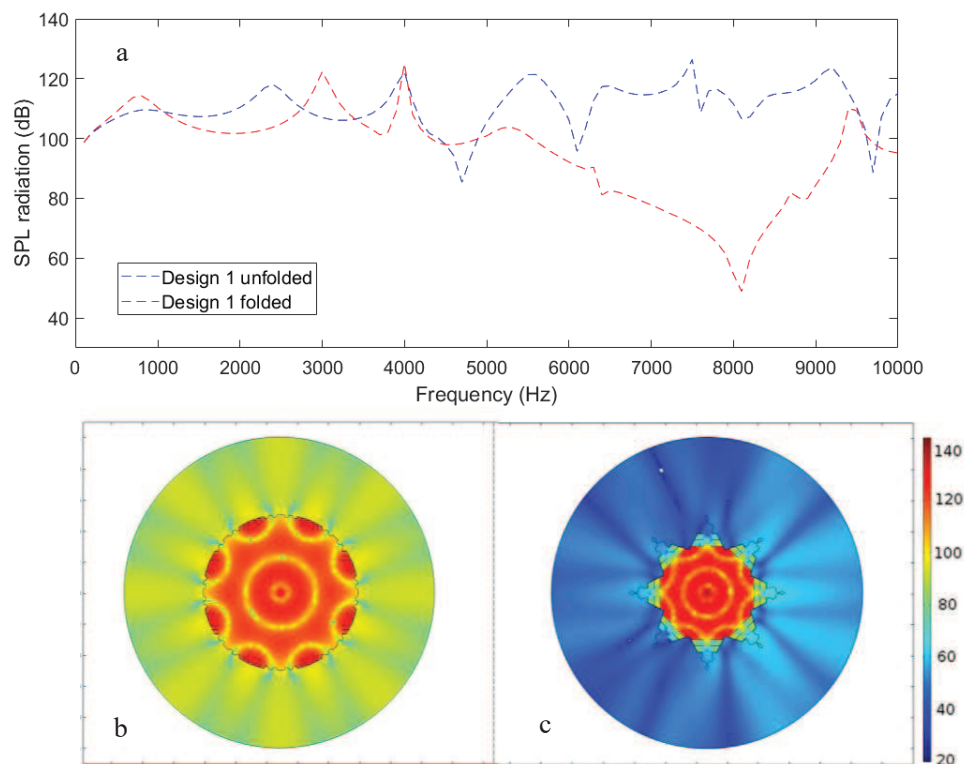 a
140
120
100
80
60
40
SPL radiation (dB)
Design 1 unfolded
Design 1 folded
0 1000 2000 3000 4000 5000 6000 7000 8000 9000 10000
Frequency (Hz)
b
c
140
120
100
80
60
40
20